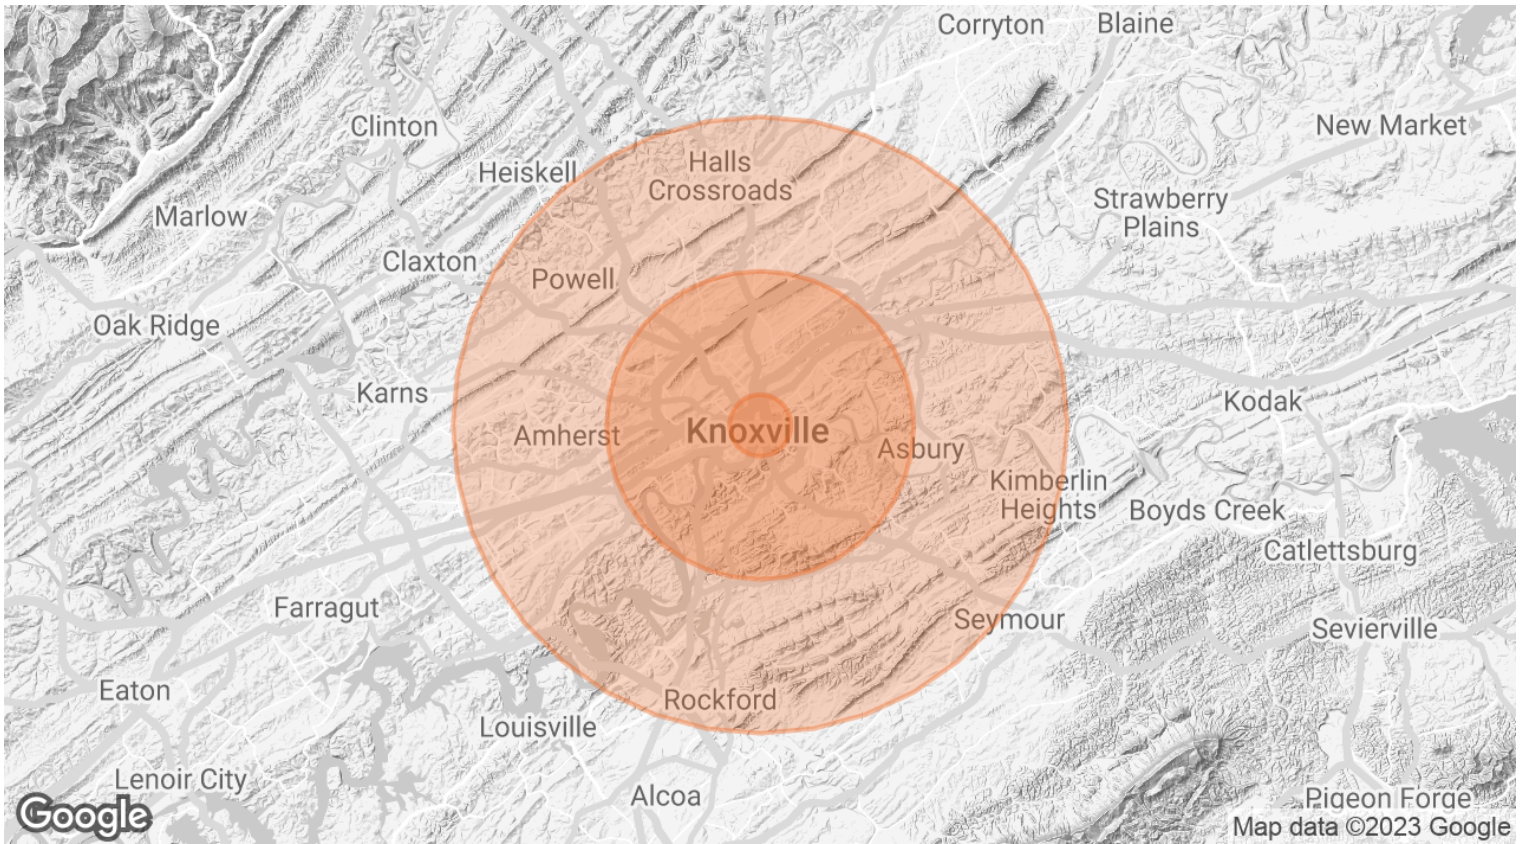 Corryton
Blaine
Clinton
New Market
Heiskell
Halls
Crossroads
Strawberry
Plains
Marlow
Claxton
Powell
Oak Ridge
Karns
Kodak
Amherst
Knoxville
Asbury
Kimberlin
Heights
Boyds Creek
Catlettsburg
Farragut
Seymour
Sevierville
Eaton
Rockford
Louisville
Lenoir City
Alcoa
Pigeon Forge
Google
Map data ©2023 Google